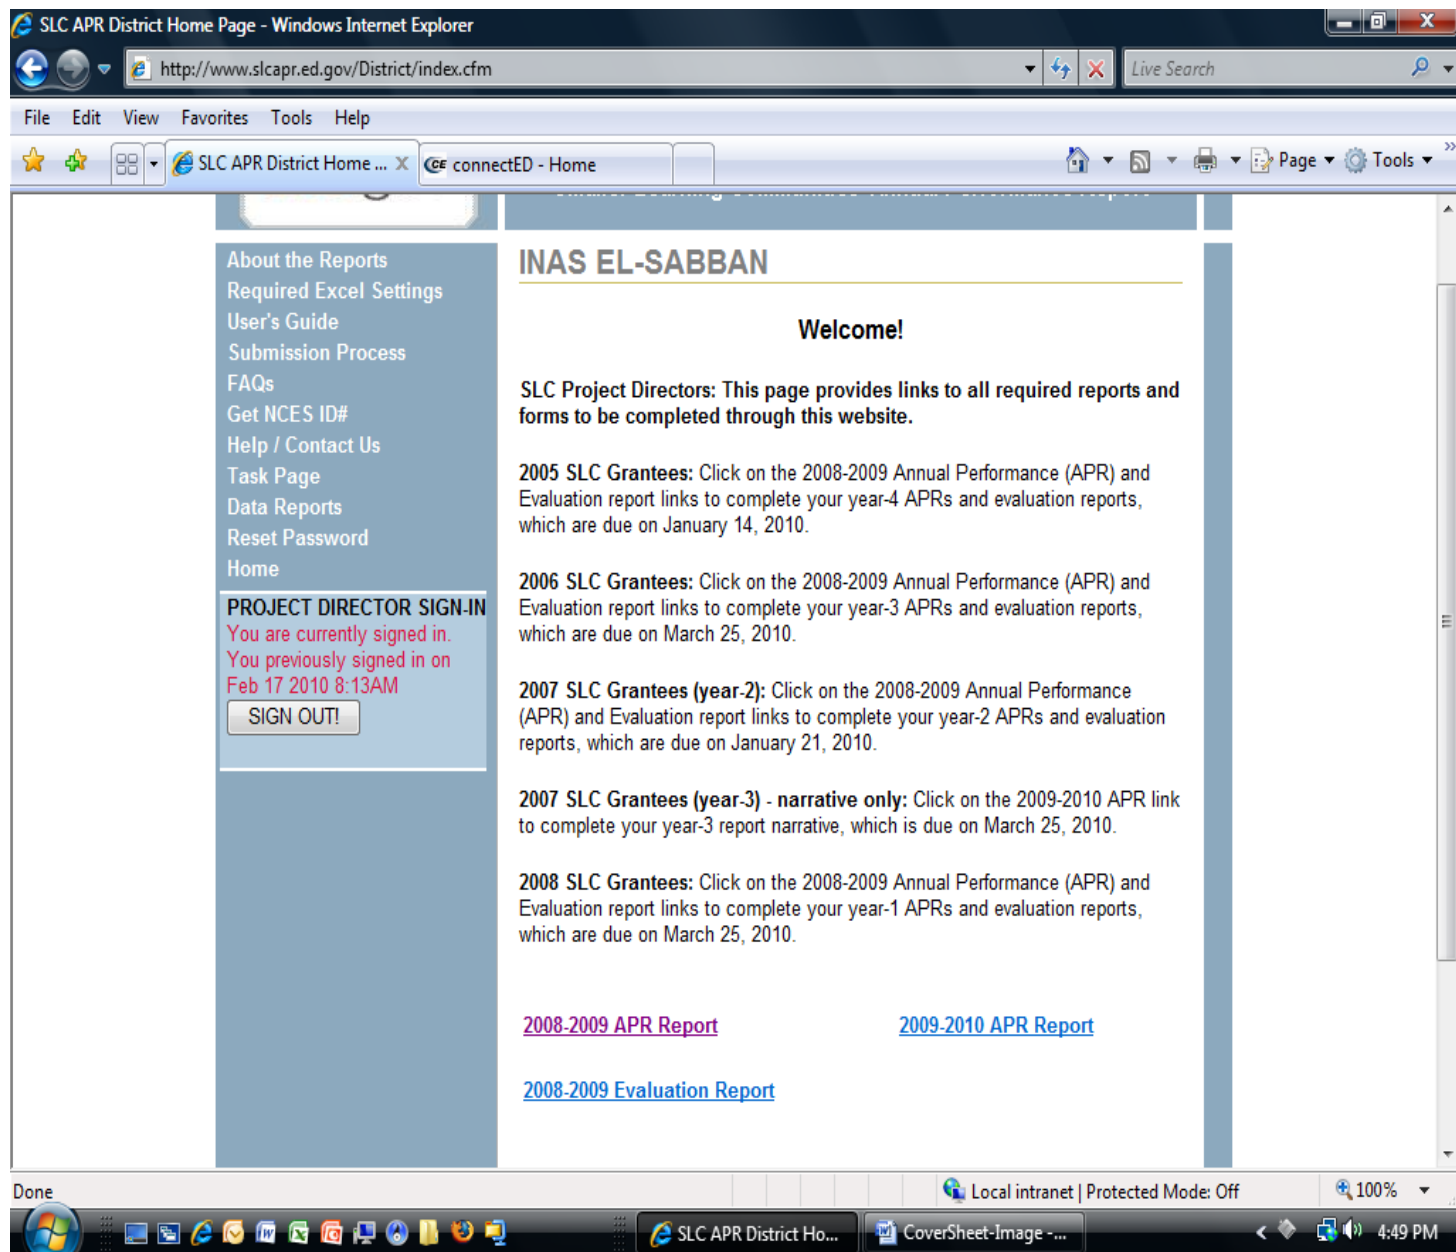 SLC APR District Home Page - Windows Internet Explorer
http://www.slcapr.ed.gov/District/index.cfm
Live Search
File Edit View Favorites Tools Help
SLC APR District Home ... X
connectED - Home
Page Tools
About the Reports
Required Excel Settings
User's Guide
Submission Process
FAQs
Get NCES ID#
Help / Contact Us
Task Page
Data Reports
Reset Password
Home
PROJECT DIRECTOR SIGN-IN
You are currently signed in.
You previously signed in on
Feb 17 2010 8:13AM
SIGN OUT!
INAS EL-SABBAN
Welcome!
SLC Project Directors: This page provides links to all required reports and
forms to be completed through this website.
2005 SLC Grantees: Click on the 2008-2009 Annual Performance (APR) and
Evaluation report links to complete your year-4 APRs and evaluation reports,
which are due on January 14, 2010.
2006 SLC Grantees: Click on the 2008-2009 Annual Performance (APR) and
Evaluation report links to complete your year-3 APRs and evaluation reports,
which are due on March 25, 2010.
2007 SLC Grantees (year-2): Click on the 2008-2009 Annual Performance
(APR) and Evaluation report links to complete your year-2 APRs and evaluation
reports, which are due on January 21, 2010.
2007 SLC Grantees (year-3) - narrative only: Click on the 2009-2010 APR link
to complete your year-3 report narrative, which is due on March 25, 2010.
2008 SLC Grantees: Click on the 2008-2009 Annual Performance (APR) and
Evaluation report links to complete your year-1 APRs and evaluation reports,
which are due on March 25, 2010.
2008-2009 APR Report
2009-2010 APR Report
2008-2009 Evaluation Report
Done
Local intranet | Protected Mode: Off
100%
SLC APR District Ho...
CoverSheet-Image -...
4:49 PM